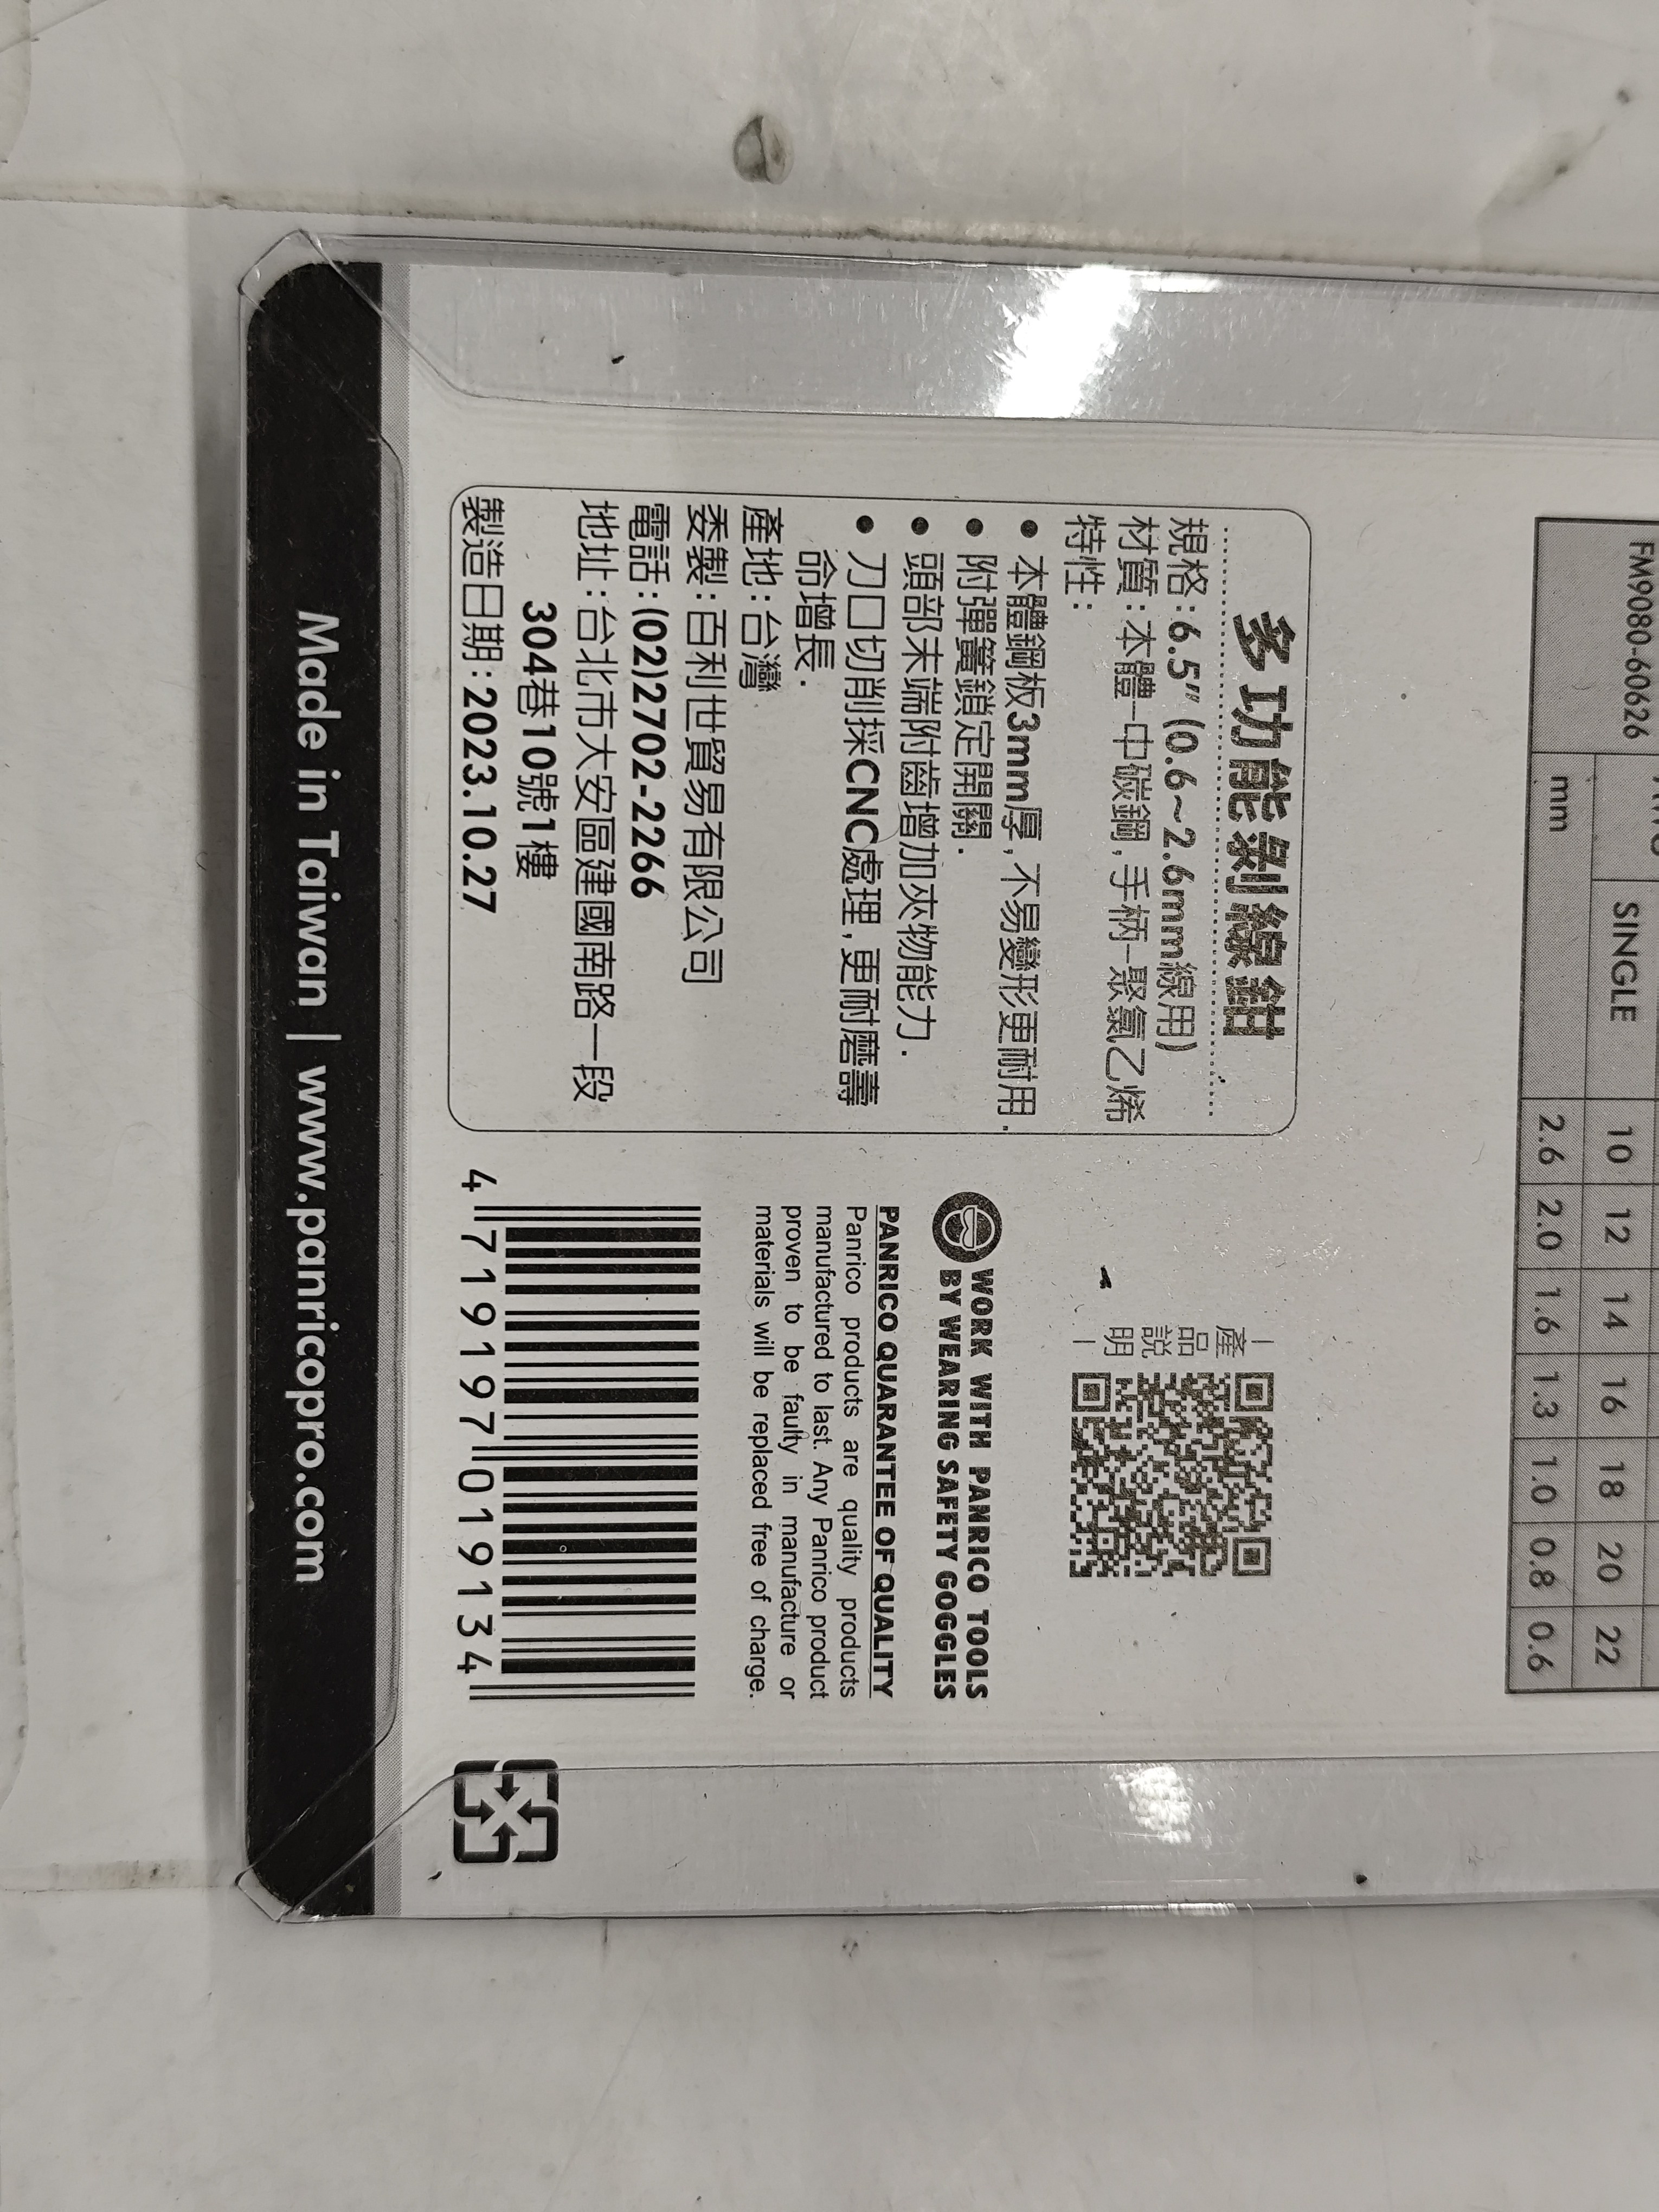 FM9080-60626
SINGLE 10 12 14 16 18 20 22
mm 2.6 2.0 1.6 1.3 1.0 0.8 0.6
多功能剝線鉗
規格:6.5" (0.6~2.6mm線用)
材質:本體-中碳鋼,手柄-聚氯乙烯
特性:
• 本體鋼板3mm厚,不易變形更耐用.
• 附彈簧鎖定開關.
• 頭部末端附齒增加夾物能力.
• 刀口切削採CNC處理,更耐磨壽
命增長.
產地:台灣
委製:百利世貿易有限公司
電話:(02)2702-2266
地址:台北市大安區建國南路一段
304巷10號1樓
製造日期:2023.10.27
產品說明
WORK WITH PANRICO TOOLS
BY WEARING SAFETY GOGGLES
PANRICO QUARANTEE OF QUALITY
Panrico products are quality products
manufactured to last. Any Panrico product
proven to be faulty in manufacture or
materials will be replaced free of charge.
4 719197 019134
Made in Taiwan | www.panricopro.com